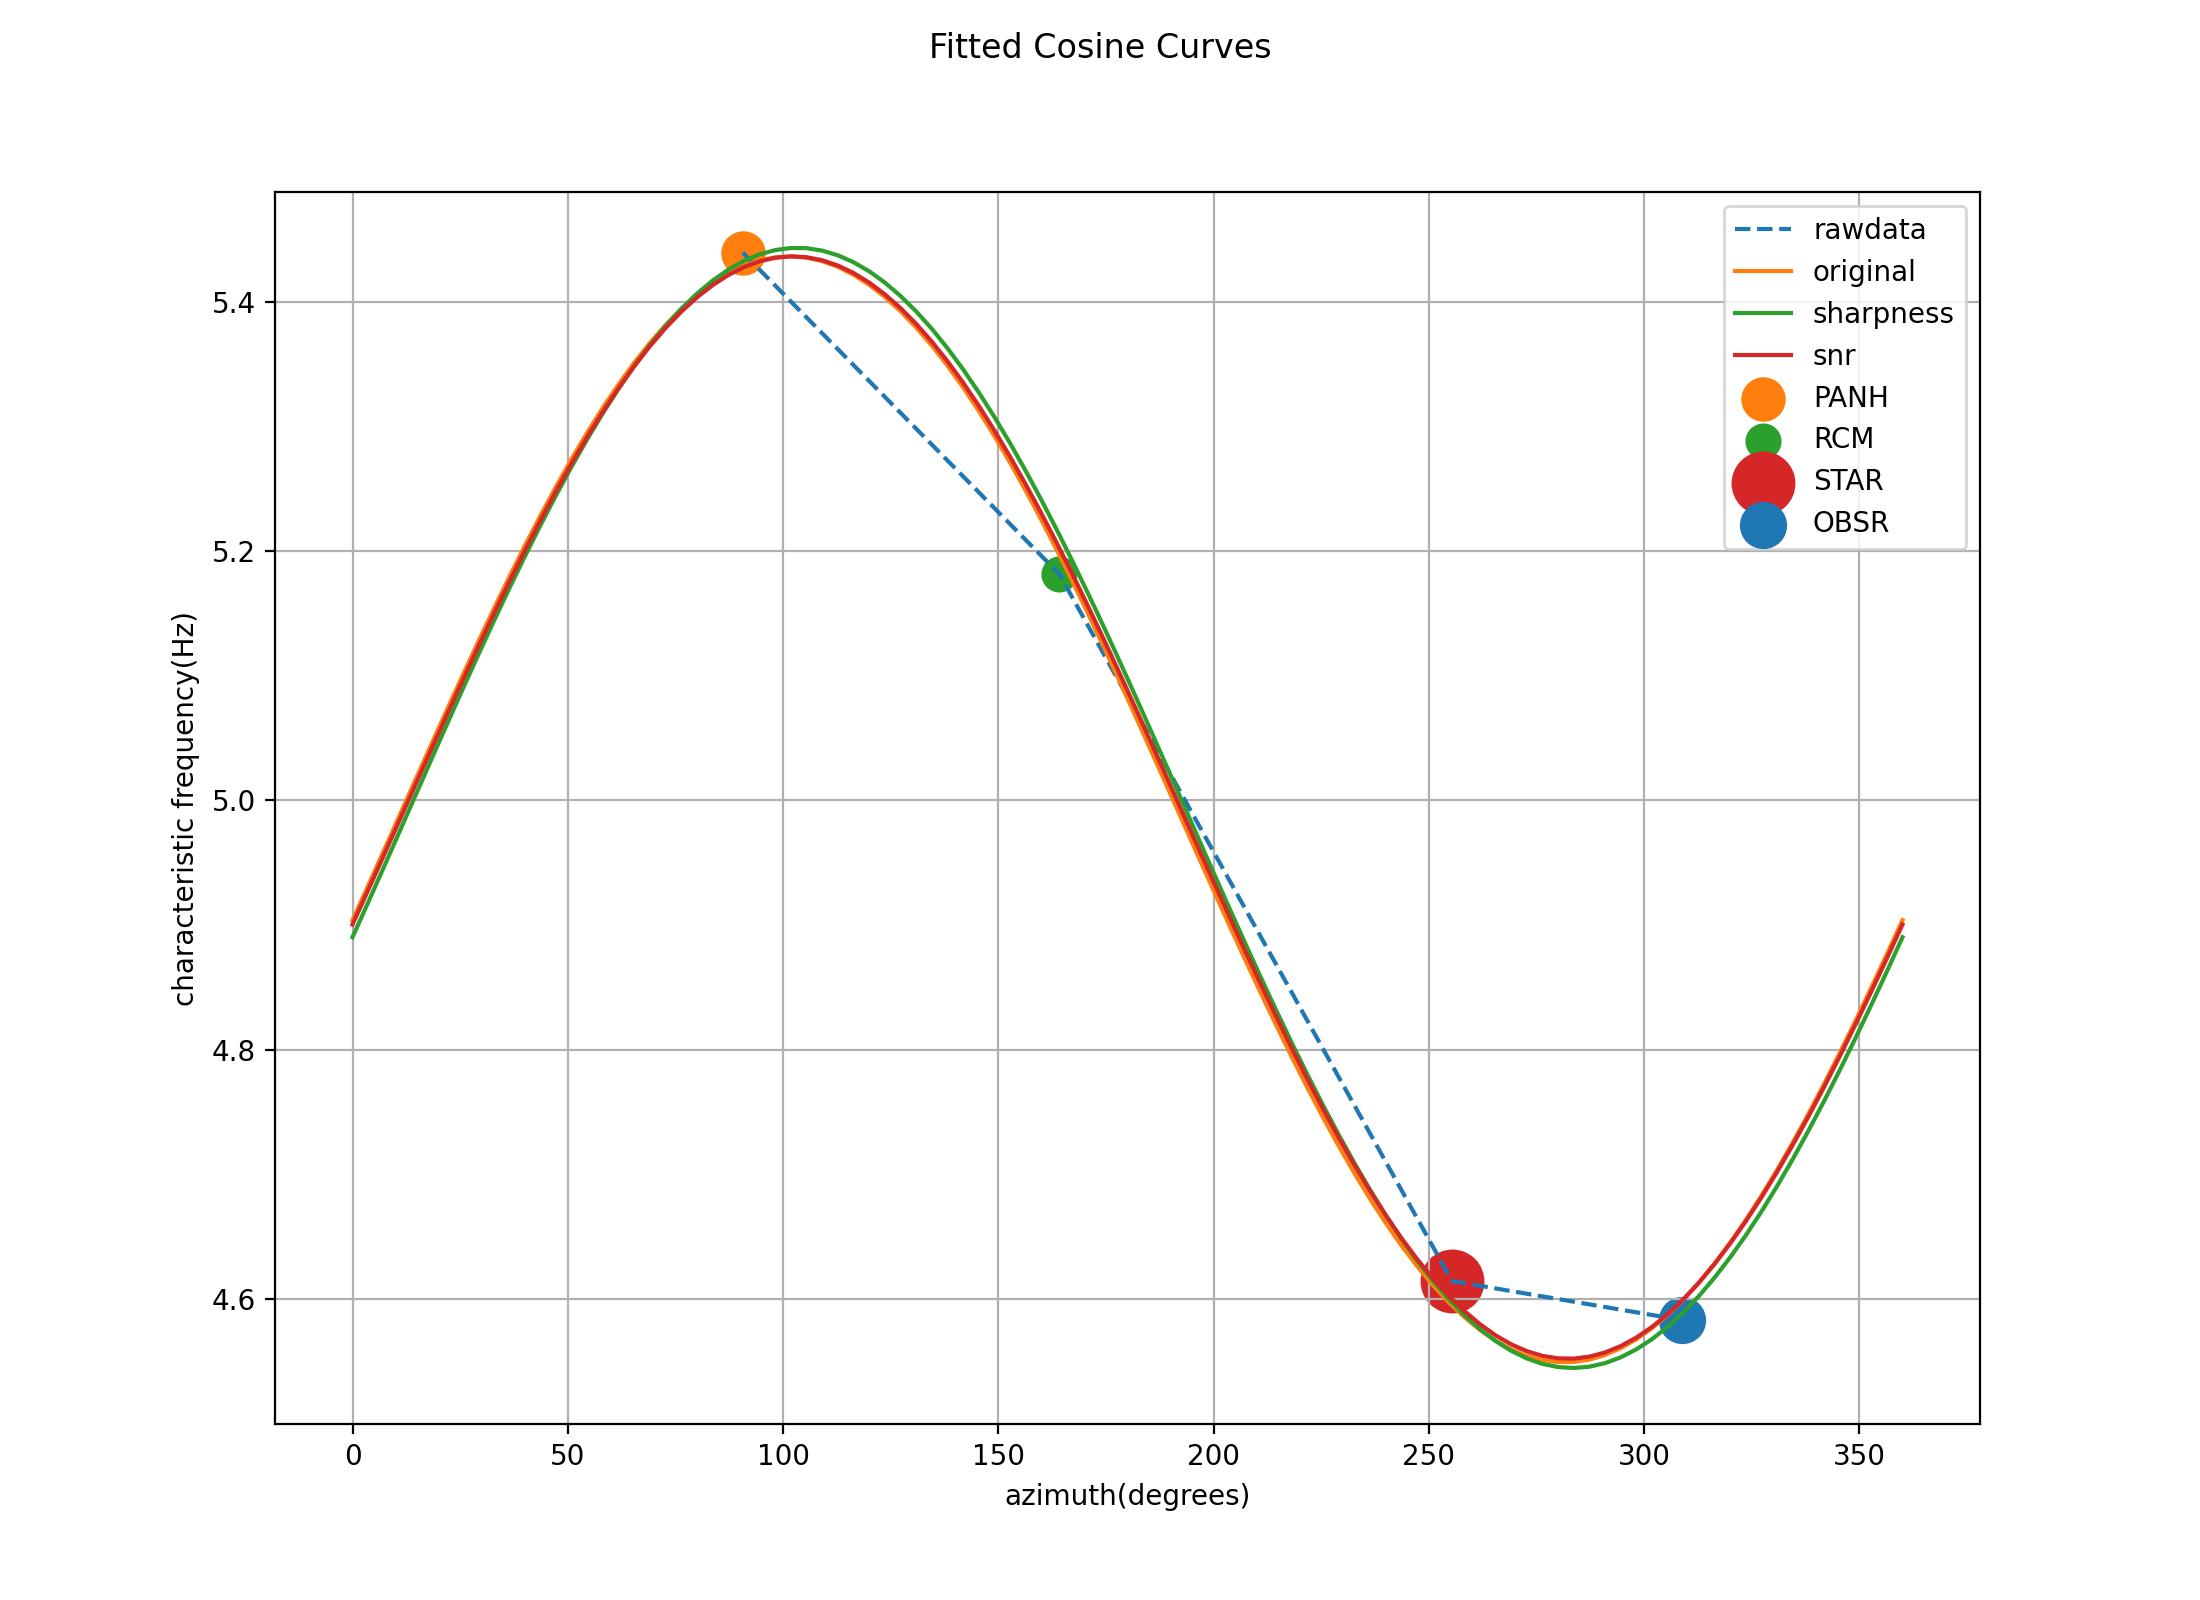 Fitted Cosine Curves
rawdata
original
sharpness
snr
PANH
RCM
STAR
OBSR
characteristic frequency(Hz)
5.4
5.2
5.0
4.8
4.6
0 50 100 150 200 250 300 350
azimuth(degrees)